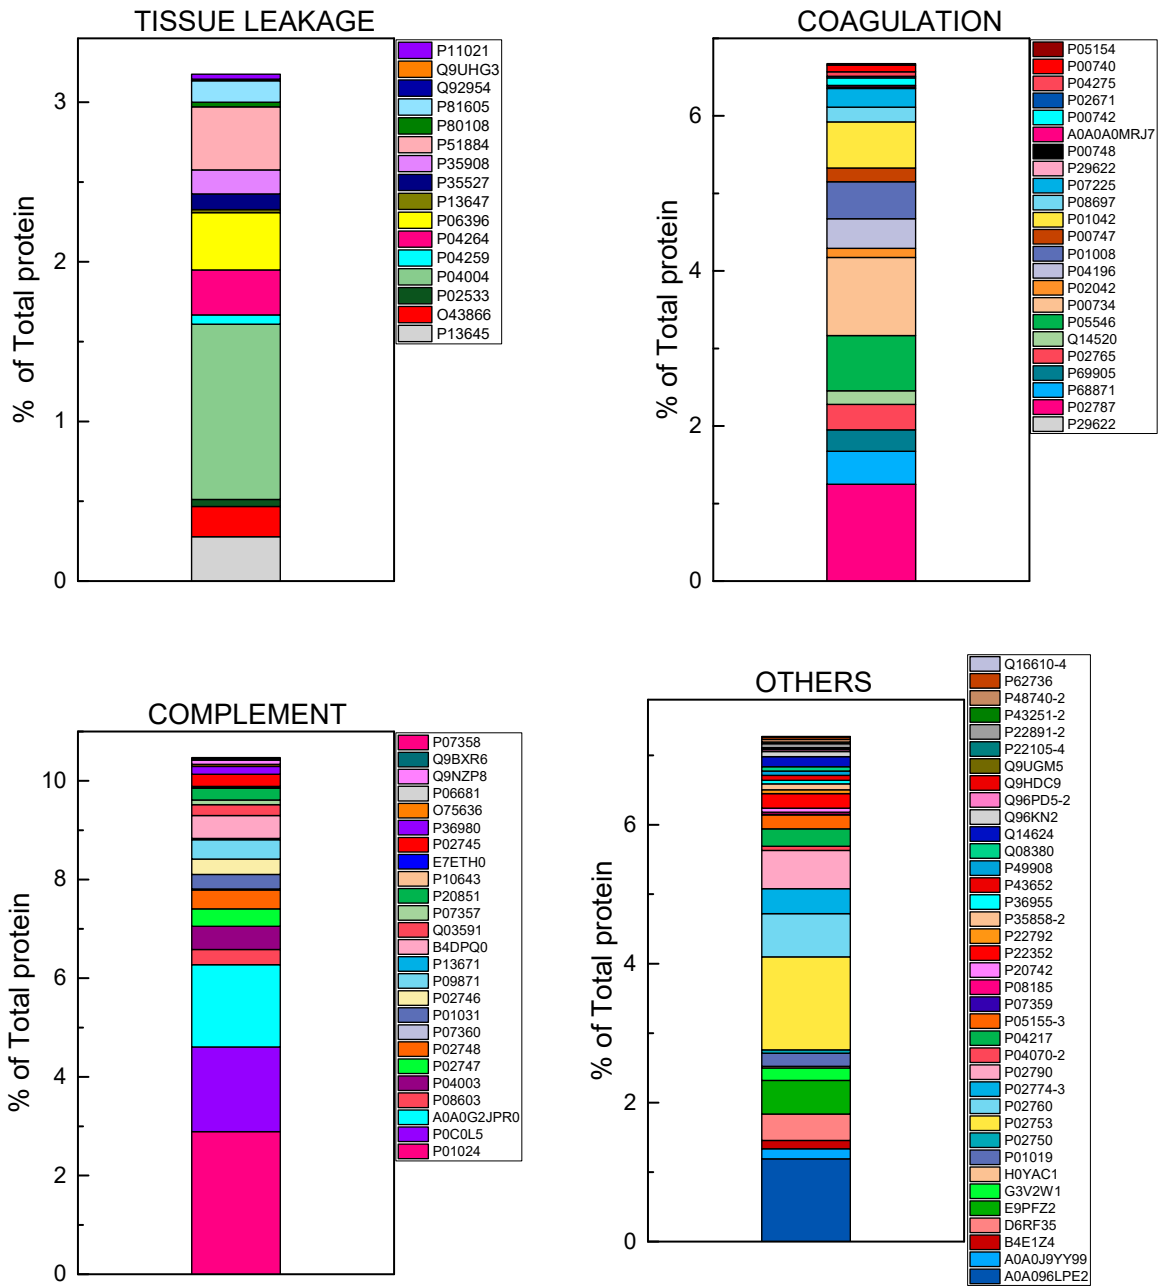 TISSUE LEAKAGE
% of Total protein
3
2
1
0
P11021
Q9UHG3
Q92954
P81605
P80108
P51884
P35908
P35527
P13647
P06396
P04264
P04259
P04004
P02533
O43866
P13645
COAGULATION
% of Total protein
6
4
2
0
P05154
P00740
P04275
P02671
P00742
A0A0A0MRJ7
P00748
P29622
P07225
P08697
P01042
P00747
P01008
P04196
P02042
P00734
P05546
Q14520
P02765
P69905
P68871
P02787
P29622
COMPLEMENT
% of Total protein
10
8
6
4
2
0
P07358
Q9BXR6
Q9NZP8
P06681
O75636
P36980
P02745
E7ETH0
P10643
P20851
P07357
Q03591
B4DPQ0
P13671
P09871
P02746
P01031
P07360
P02748
P02747
P04003
P08603
A0A0G2JPR0
P0C0L5
P01024
OTHERS
% of Total protein
6
4
2
0
Q16610-4
P62736
P48740-2
P43251-2
P22891-2
P22105-4
Q9UGM5
Q9HDC9
Q96PD5-2
Q96KN2
Q14624
Q08380
P49908
P43652
P36955
P35858-2
P22792
P22352
P20742
P08185
P07359
P05155-3
P04217
P04070-2
P02790
P02774-3
P02760
P02753
P02750
P01019
H0YAC1
G3V2W1
E9PFZ2
D6RF35
B4E1Z4
A0A0J9YY99
A0A096LPE2